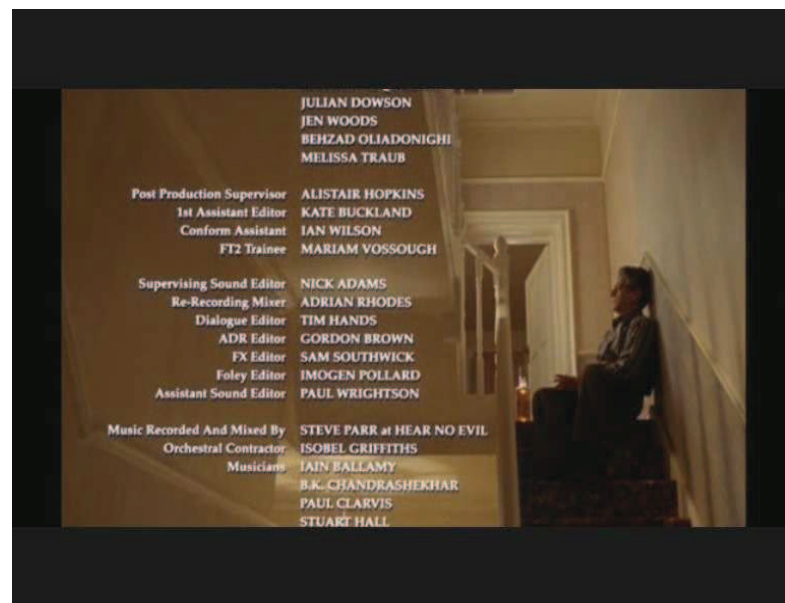 JULIAN DOWSON
JEN WOODS
BEHZAD OLIADONIGHI
MELISSA TRAUB
Post Production Supervisor ALISTAIR HOPKINS
1st Assistant Editor KATE BUCKLAND
Conform Assistant IAN WILSON
FT2 Trainee MARIAM VOSSOUGH
Supervising Sound Editor NICK ADAMS
Re-Recording Mixer ADRIAN RHODES
Dialogue Editor TIM HANDS
ADR Editor GORDON BROWN
FX Editor SAM SOUTHWICK
Foley Editor IMOGEN POLLARD
Assistant Sound Editor PAUL WRIGHTSON
Music Recorded And Mixed By STEVE PARR at HEAR NO EVIL
Orchestral Contractor ISOBEL GRIFFITHS
Musicians IAIN BALLAMY
B.K. CHANDRASHEKHAR
PAUL CLARVIS
STUART HALL